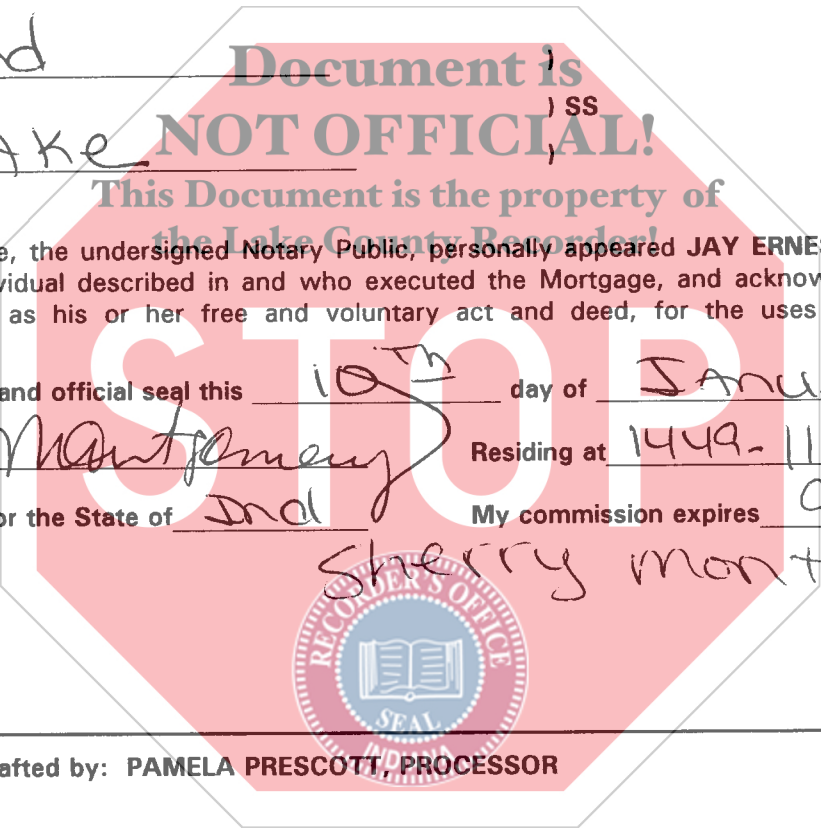 nd
Document is
)
) SS
NOT OFFICIAL!
ake
)
This Document is the property of
the Lake County Recorder!
e, the undersigned Notary Public, personally appeared JAY ERNES
vidual described in and who executed the Mortgage, and acknow
as his or her free and voluntary act and deed, for the uses
and official seal this 10th day of Janu
Montgomery Residing at 1449-11
or the State of Ind My commission expires
Sherry Mont
STOP
RECORDER'S OFFICE
SEAL
INDIANA
afted by: PAMELA PRESCOTT, PROCESSOR